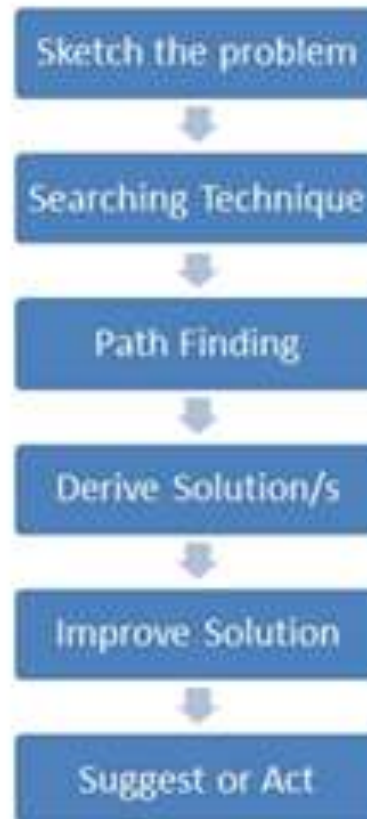 Sketch the problem
Searching Technique
Path Finding
Derive Solution/s
Improve Solution
Suggest or Act